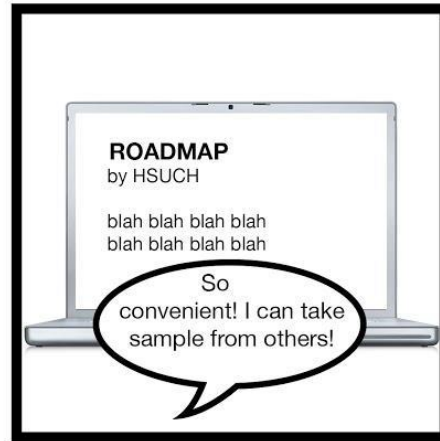 ROADMAP
by HSUCH
blah blah blah blah
blah blah blah blah
So
convenient! I can take
sample from others!